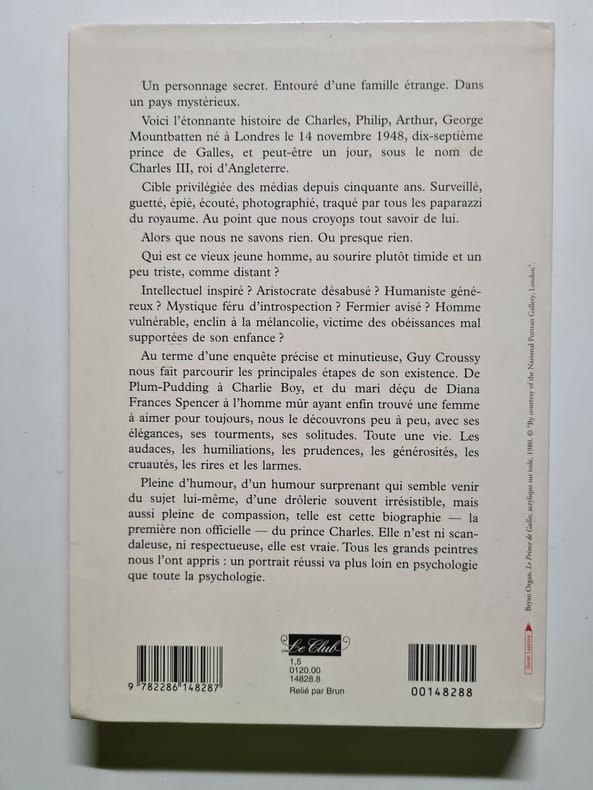 Un personnage secret. Entouré d'une famille étrange. Dans
un pays mystérieux.
Voici l'étonnante histoire de Charles, Philip, Arthur, George
Mountbatten né à Londres le 14 novembre 1948, dix-septième
prince de Galles, et peut-être un jour, sous le nom de
Charles III, roi d'Angleterre.
Cible privilégiée des médias depuis cinquante ans. Surveillé,
guetté, épié, écouté, photographié, traqué par tous les paparazzi
du royaume. Au point que nous croyons tout savoir de lui.
Alors que nous ne savons rien. Ou presque rien.
Qui est ce vieux jeune homme, au sourire plutôt timide et un
peu triste, comme distant ?
Intellectuel inspiré ? Aristocrate désabusé ? Humaniste géné-
reux ? Mystique féru d'introspection ? Fermier avisé ? Homme
vulnérable, enclin à la mélancolie, victime des obéissances mal
supportées de son enfance ?
Au terme d'une enquête précise et minutieuse, Guy Croussy
nous fait parcourir les principales étapes de son existence. De
Plum-Pudding à Charlie Boy, et du mari déçu de Diana
Frances Spencer à l'homme mûr ayant enfin trouvé une femme
à aimer pour toujours, nous le découvrons peu à peu, avec ses
élégances, ses tourments, ses solitudes. Toute une vie. Les
audaces, les humiliations, les prudences, les générosités, les
cruautés, les rires et les larmes.
Pleine d'humour, d'un humour surprenant qui semble venir
du sujet lui-même, d'une drôlerie souvent irrésistible, mais
aussi pleine de compassion, telle est cette biographie — la
première non officielle — du prince Charles. Elle n'est ni scan-
daleuse, ni respectueuse, elle est vraie. Tous les grands peintres
nous l'ont appris : un portrait réussi va plus loin en psychologie
que toute la psychologie.
Bryan Organ, Le Prince de Galles, acrylique sur toile, 1980. © "By courtesy of the National Portrait Gallery, London".
9 782286 148287
Le Club
1,5
0120.00
14828.8
Relié par Brun
00148288